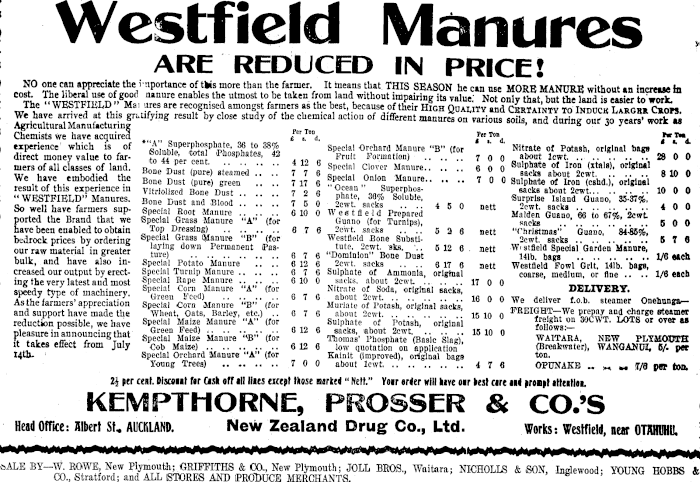 Westfield Manures
ARE REDUCED IN PRICE!
NO one can appreciate the importance of this more than the farmer. It means that THIS SEASON he can use MORE MANURE without an increase in
cost. The liberal use of good manure enables the utmost to be taken from land without impairing its value. Not only that, but the land is easier to work.
The "WESTFIELD" Manures are recognised amongst farmers as the best, because of their HIGH QUALITY and CERTAINTY TO INDUCE LARGER CROPS.
We have arrived at this gratifying result by close study of the chemical action of different manures on various soils, and during our 30 years' work as
Agricultural Manufacturing
Chemists we have acquired
experience which is of
direct money value to far-
mers of all classes of land.
We have embodied the
result of this experience in
"WESTFIELD" Manures.
So well have farmers sup-
ported the Brand that we
have been enabled to obtain
bedrock prices by ordering
our raw material in greater
bulk, and have also in-
creased our output by erect-
ing the very latest and most
speedy type of machinery.
As the farmers' appreciation
and support have made the
reduction possible, we have
pleasure in announcing that
it takes effect from July
14th.
Per Ton
£ s. d.
"A" Superphosphate, 36 to 38%
Soluble, total Phosphates, 42
to 44 per cent. 4 12 6
Bone Dust (pure) steamed 7 7 6
Bone Dust (pure) green 7 17 6
Vitriolised Bone Dust 7 2 6
Bone Dust and Blood 7 5 0
Special Root Manure 6 10 0
Special Grass Manure "A" (for
Top Dressing) 6 7 6
Special Grass Manure "B" (for
laying down Permanent Pas-
ture) 6 7 6
Special Potato Manure 6 12 6
Special Turnip Manure 6 7 6
Special Rape Manure 6 10 0
Special Corn Manure "A" (for
Green Feed) 6 7 6
Special Corn Manure "B" (for
Wheat, Oats, Barley, etc.) 6 7 6
Special Maize Manure "A" (for
Green Feed) 6 12 6
Special Maize Manure "B" (for
Cob Maize) 6 12 6
Special Orchard Manure "A" (for
Young Trees) 7 0 0
Per Ton
£ s. d.
Special Orchard Manure "B" (for
Fruit Formation) 7 0 0
Special Clover Manure 6 0 0
Special Onion Manure 7 0 0
"Ocean" Superphos-
phate, 36% Soluble,
2cwt. sacks 4 5 0 nett
Westfield Prepared
Guano (for Turnips),
2cwt. sacks 5 2 6 nett
Westfield Bone Substi-
tute, 2cwt. sks. 5 12 6 nett
"Dominion" Bone Dust
2cwt. sacks 6 17 6 nett
Sulphate of Ammonia, original
sacks, about 2cwt. 17 0 0
Nitrate of Soda, original sacks,
about 2cwt. 16 0 0
Muriate of Potash, original sacks,
about 2cwt. 15 10 0
Sulphate of Potash, original
sacks, about 2cwt. 15 10 0
Thomas' Phosphate (Basic Slag),
low quotation on application
Kainit (improved), original bags
about 1cwt. 4 7 6
Per Ton
£ s. d.
Nitrate of Potash, original bags
about 1cwt. 28 0 0
Sulphate of Iron (xtals), original
sacks about 2cwt. 8 10 0
Sulphate of Iron (cshd.), original
sacks about 2cwt. 10 0
Surprise Island Guano, 35-37%,
2cwt. sacks 4 0 0
Malden Guano, 66 to 67%, 2cwt.
sacks 5 0 0
"Christmas" Guano, 84-85%,
2cwt. sacks 5 7 6
Westfield Special Garden Manure,
14lb. bags 1/6 each
Westfield Fowl Grit, 14lb. bags,
coarse, medium, or fine 1/6 each
DELIVERY.
We deliver f.o.b. steamer Onehunga—
FREIGHT—We prepay and charge steamer
freight on 30CWT. LOTS or over as
follows:—
WAITARA, NEW PLYMOUTH
(Breakwater), WANGANUI, 5/- per
ton.
OPUNAKE 7/6 per ton.
2½ per cent. Discount for Cash off all lines except those marked "Nett." Your order will have our best care and prompt attention.
KEMPTHORNE, PROSSER & CO.'S
Head Office: Albert St., AUCKLAND. New Zealand Drug Co., Ltd. Works: Westfield, near OTAHUHU.
SALE BY—W. ROWE, New Plymouth; GRIFFITHS & CO., New Plymouth; JOLL BROS., Waitara; NICHOLLS & SON, Inglewood; YOUNG HOBBS &
CO., Stratford; and ALL STORES AND PRODUCE MERCHANTS.